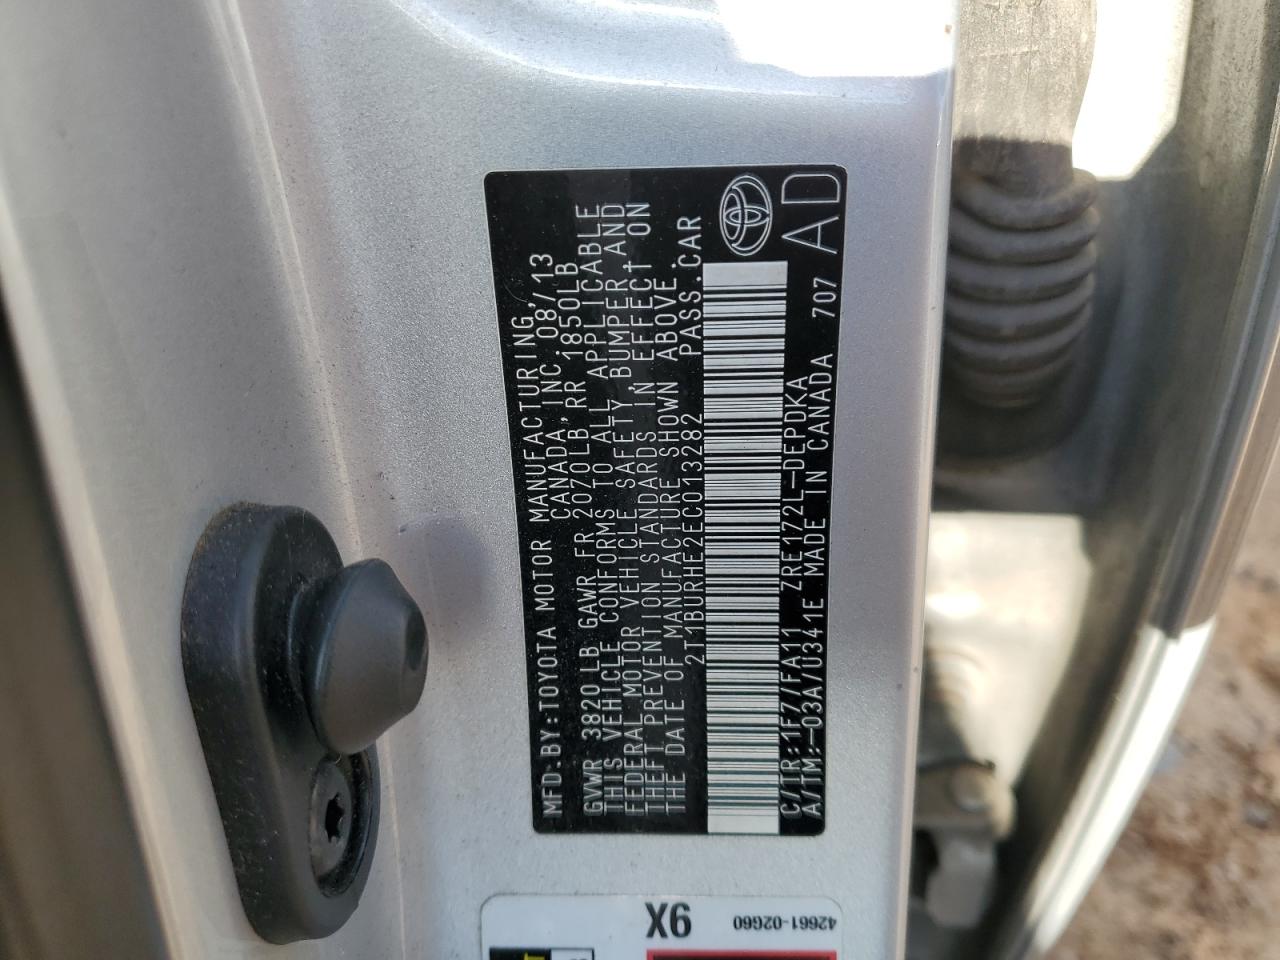 MFD.BY:TOYOTA MOTOR MANUFACTURING,
CANADA,INC. 08/13
GVWR 3820LB GAWR FR 2070LB RR 1850LB
THIS VEHICLE CONFORMS TO ALL APPLICABLE
FEDERAL MOTOR VEHICLE SAFETY, BUMPER AND
THEFT PREVENTION STANDARDS IN EFFECT ON
THE DATE OF MANUFACTURE SHOWN ABOVE.
2T1BURHE2EC013282 PASS.CAR
C/TR:1F7/FA11 ZRE172L-DEPDKA
A/TM:-03A/U341E MADE IN CANADA 707
AD
42661-02G60
9X